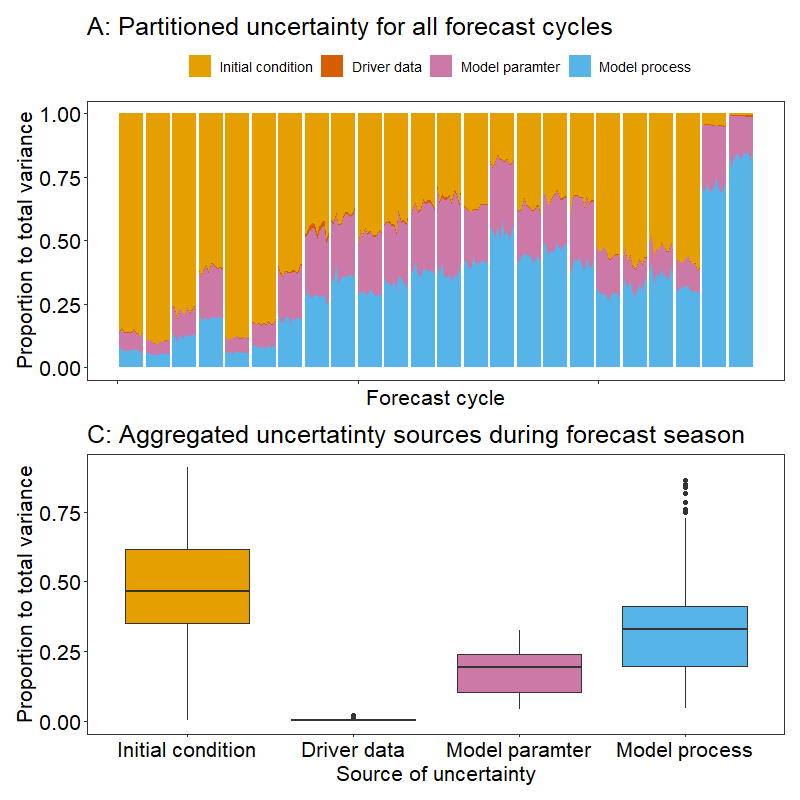 A: Partitioned uncertainty for all forecast cycles
Initial condition Driver data Model paramter Model process
Proportion to total variance
1.00
0.75
0.50
0.25
0.00
Forecast cycle
C: Aggregated uncertatinty sources during forecast season
Proportion to total variance
0.75
0.50
0.25
0.00
Initial condition Driver data Model paramter Model process
Source of uncertainty